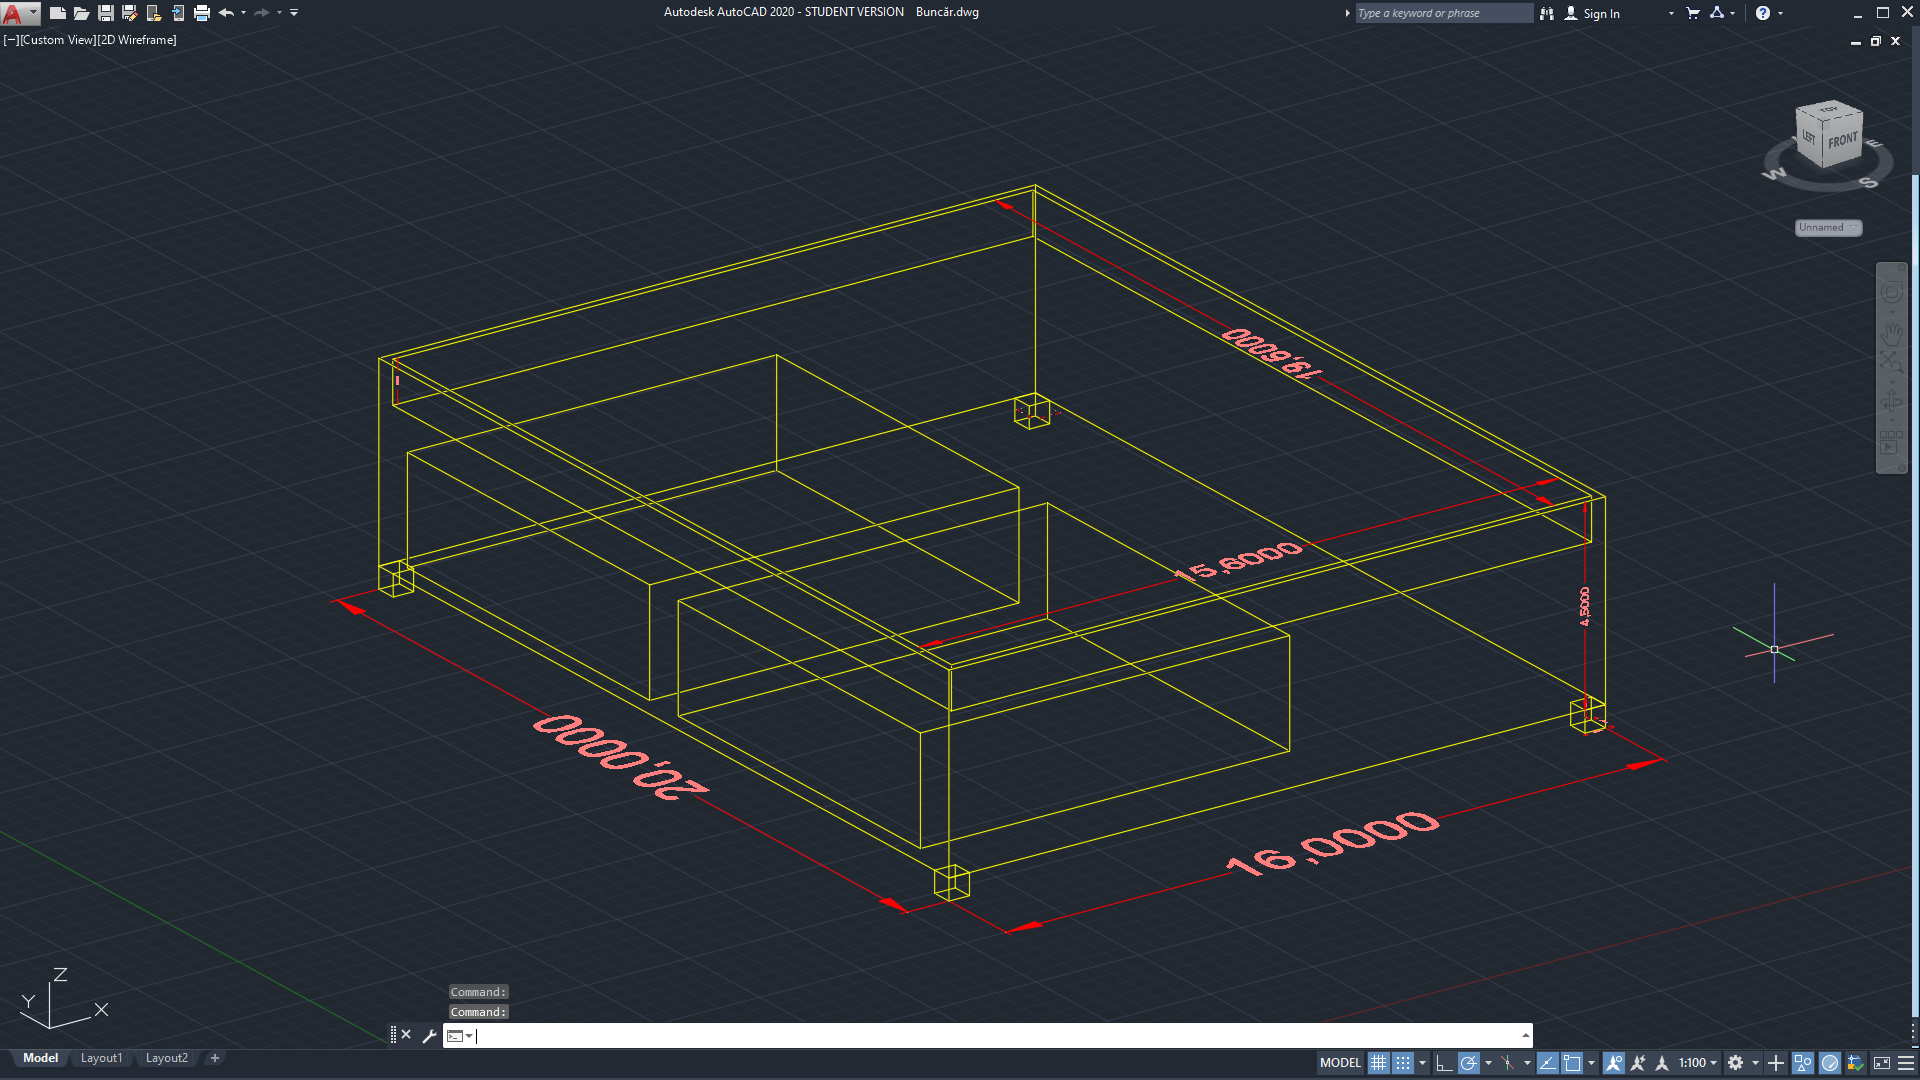 Autodesk AutoCAD 2020 - STUDENT VERSION Buncăr.dwg
Type a keyword or phrase
Sign In
[−][Custom View][2D Wireframe]
TOP
LEFT
FRONT
W
S
E
Unnamed
19,6000
15,6000
4,5000
20,0000
16,0000
Z
Y
X
Command:
Command:
Model
Layout1
Layout2
MODEL
1:100